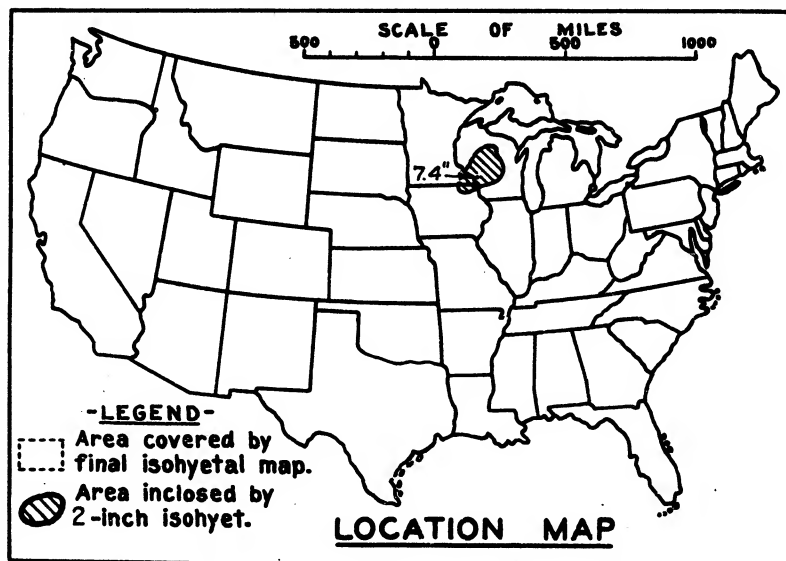 SCALE OF MILES
500 0 500 1000
7.4"
-LEGEND-
Area covered by
final isohyetal map.
Area inclosed by
2-inch isohyet.
LOCATION MAP